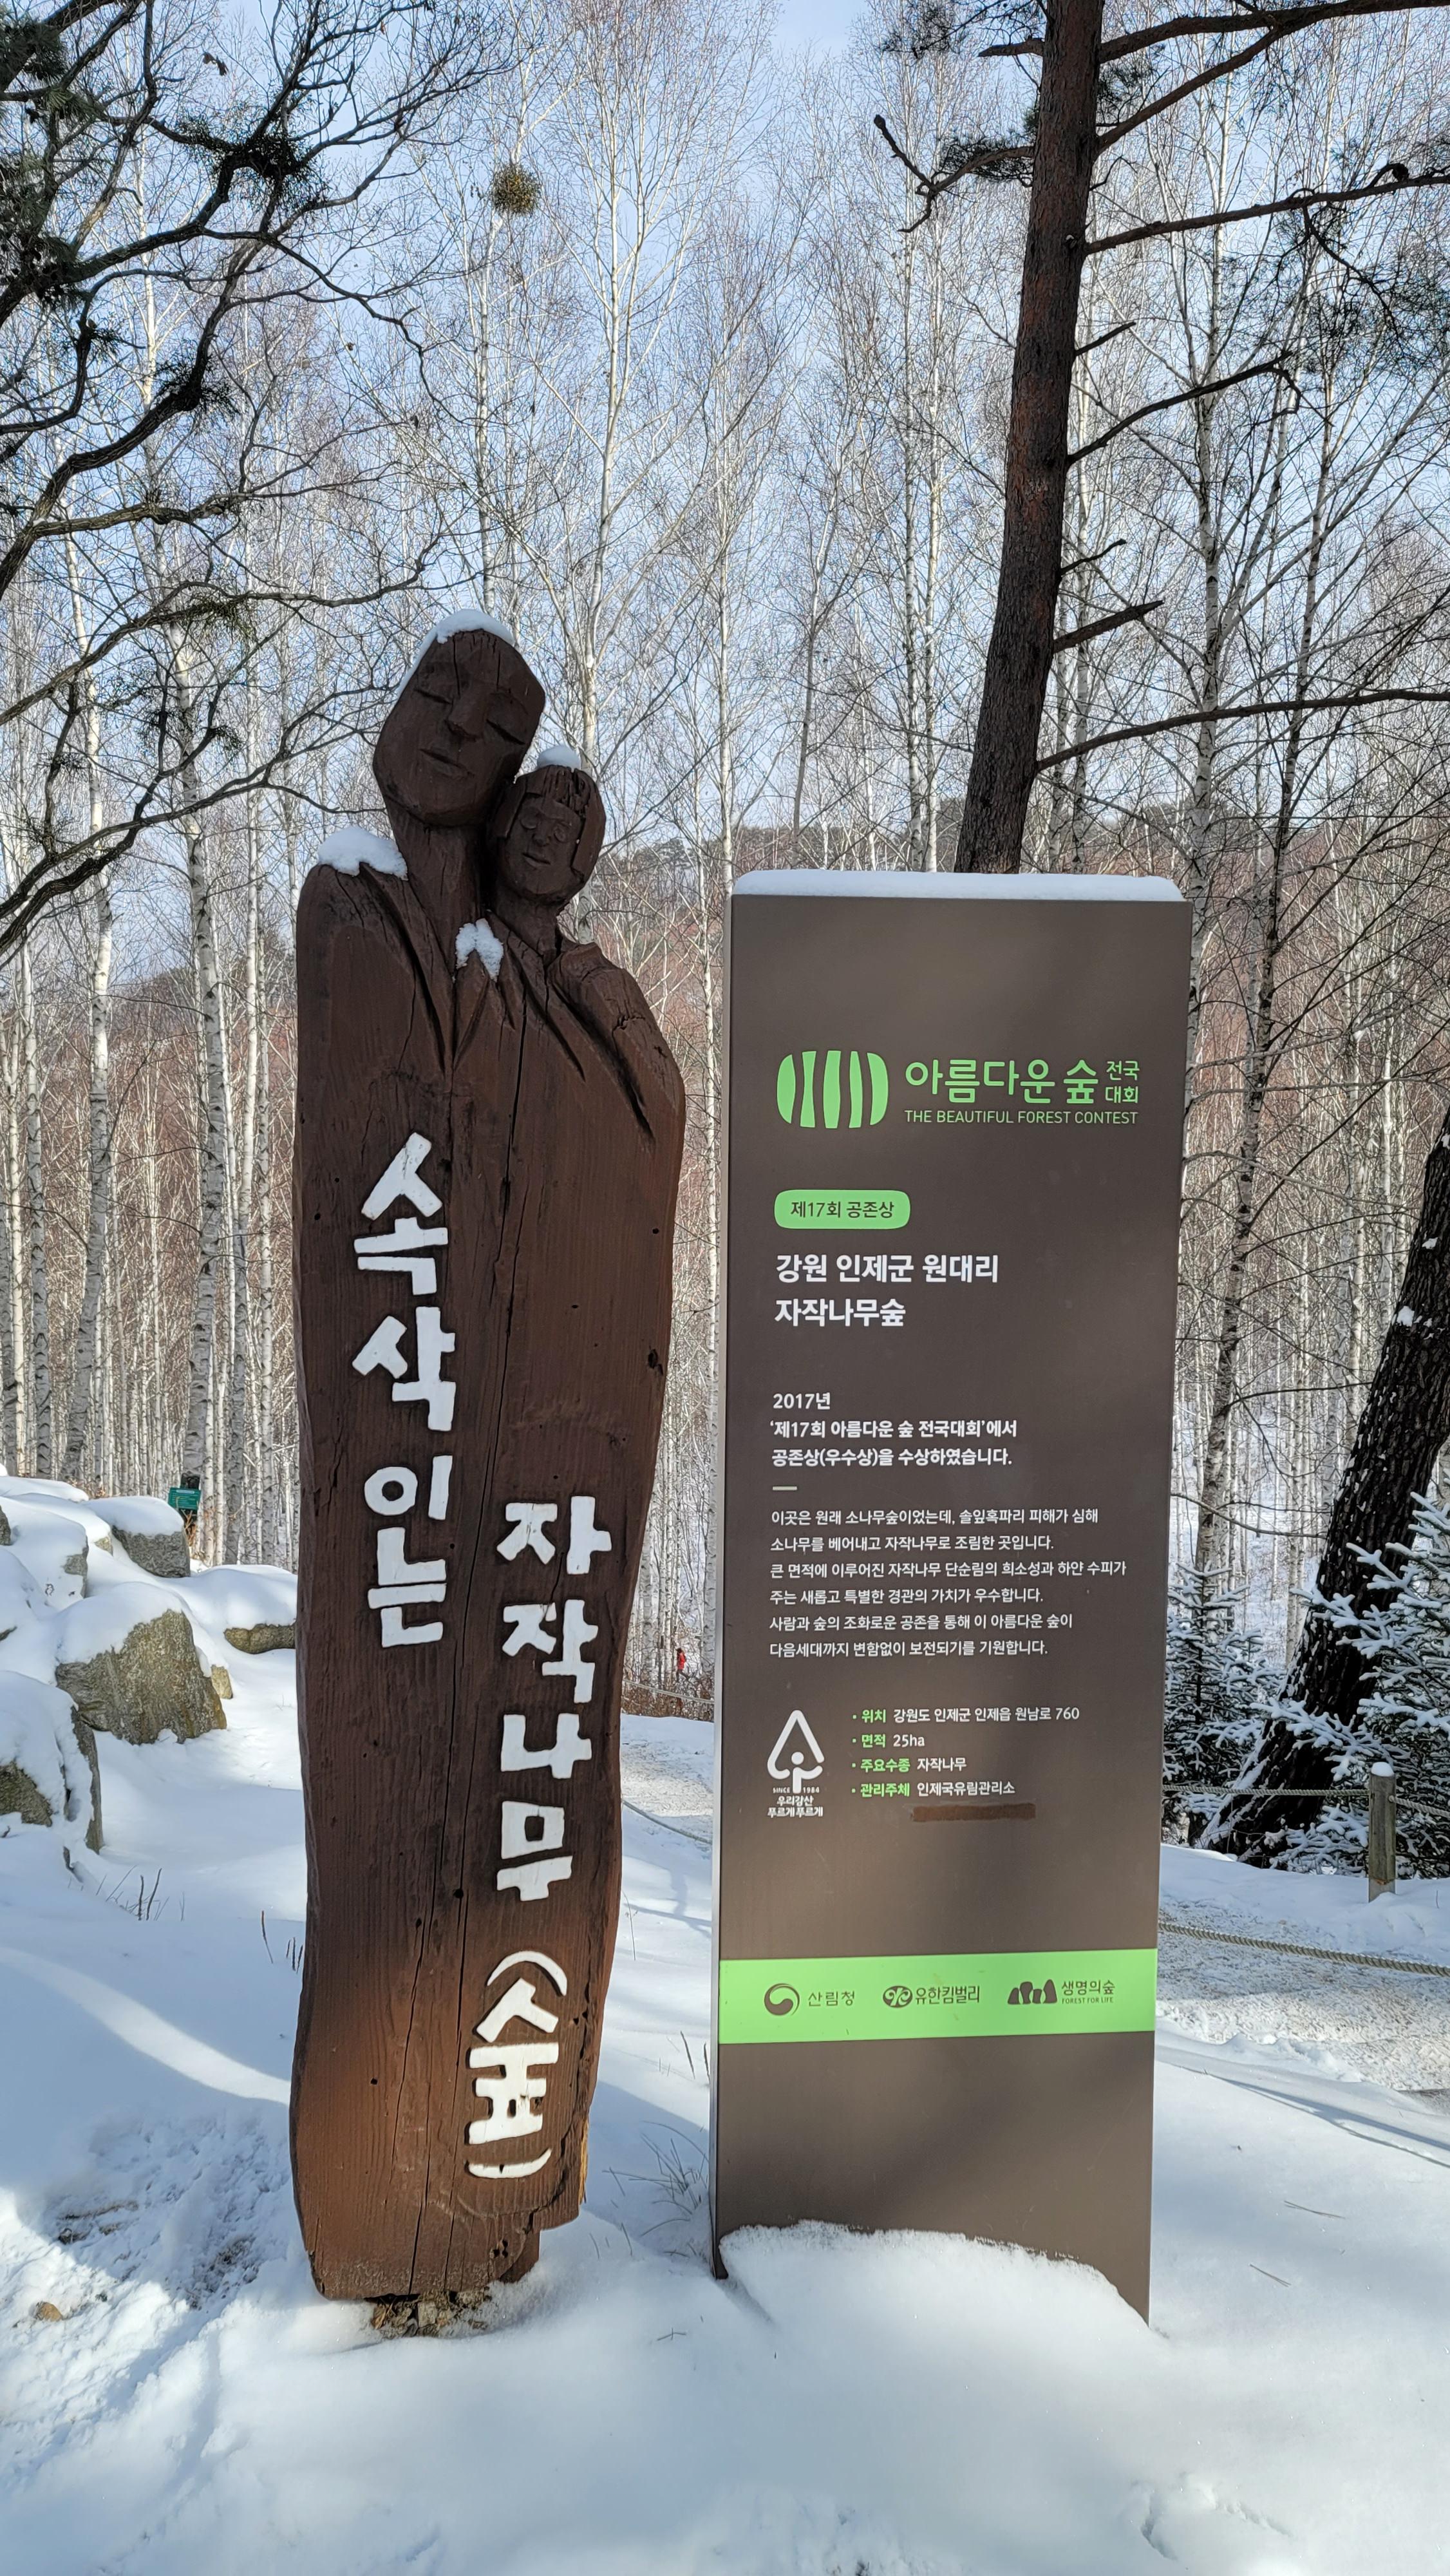 속삭이는
자작나무
(숲)
아름다운 숲 전국
대회
THE BEAUTIFUL FOREST CONTEST
제17회 공존상
강원 인제군 원대리
자작나무숲
2017년
‘제17회 아름다운 숲 전국대회’에서
공존상(우수상)을 수상하였습니다.
이곳은 원래 소나무숲이었는데, 솔잎혹파리 피해가 심해
소나무를 베어내고 자작나무로 조림한 곳입니다.
큰 면적에 이루어진 자작나무 단순림의 희소성과 하얀 수피가
주는 새롭고 특별한 경관의 가치가 우수합니다.
사람과 숲의 조화로운 공존을 통해 이 아름다운 숲이
다음세대까지 변함없이 보전되기를 기원합니다.
SINCE 1984
우리강산
푸르게 푸르게
• 위치 강원도 인제군 인제읍 원남로 760
• 면적 25ha
• 주요수종 자작나무
• 관리주체 인제국유림관리소
산림청
유한킴벌리
생명의숲
FOREST FOR LIFE